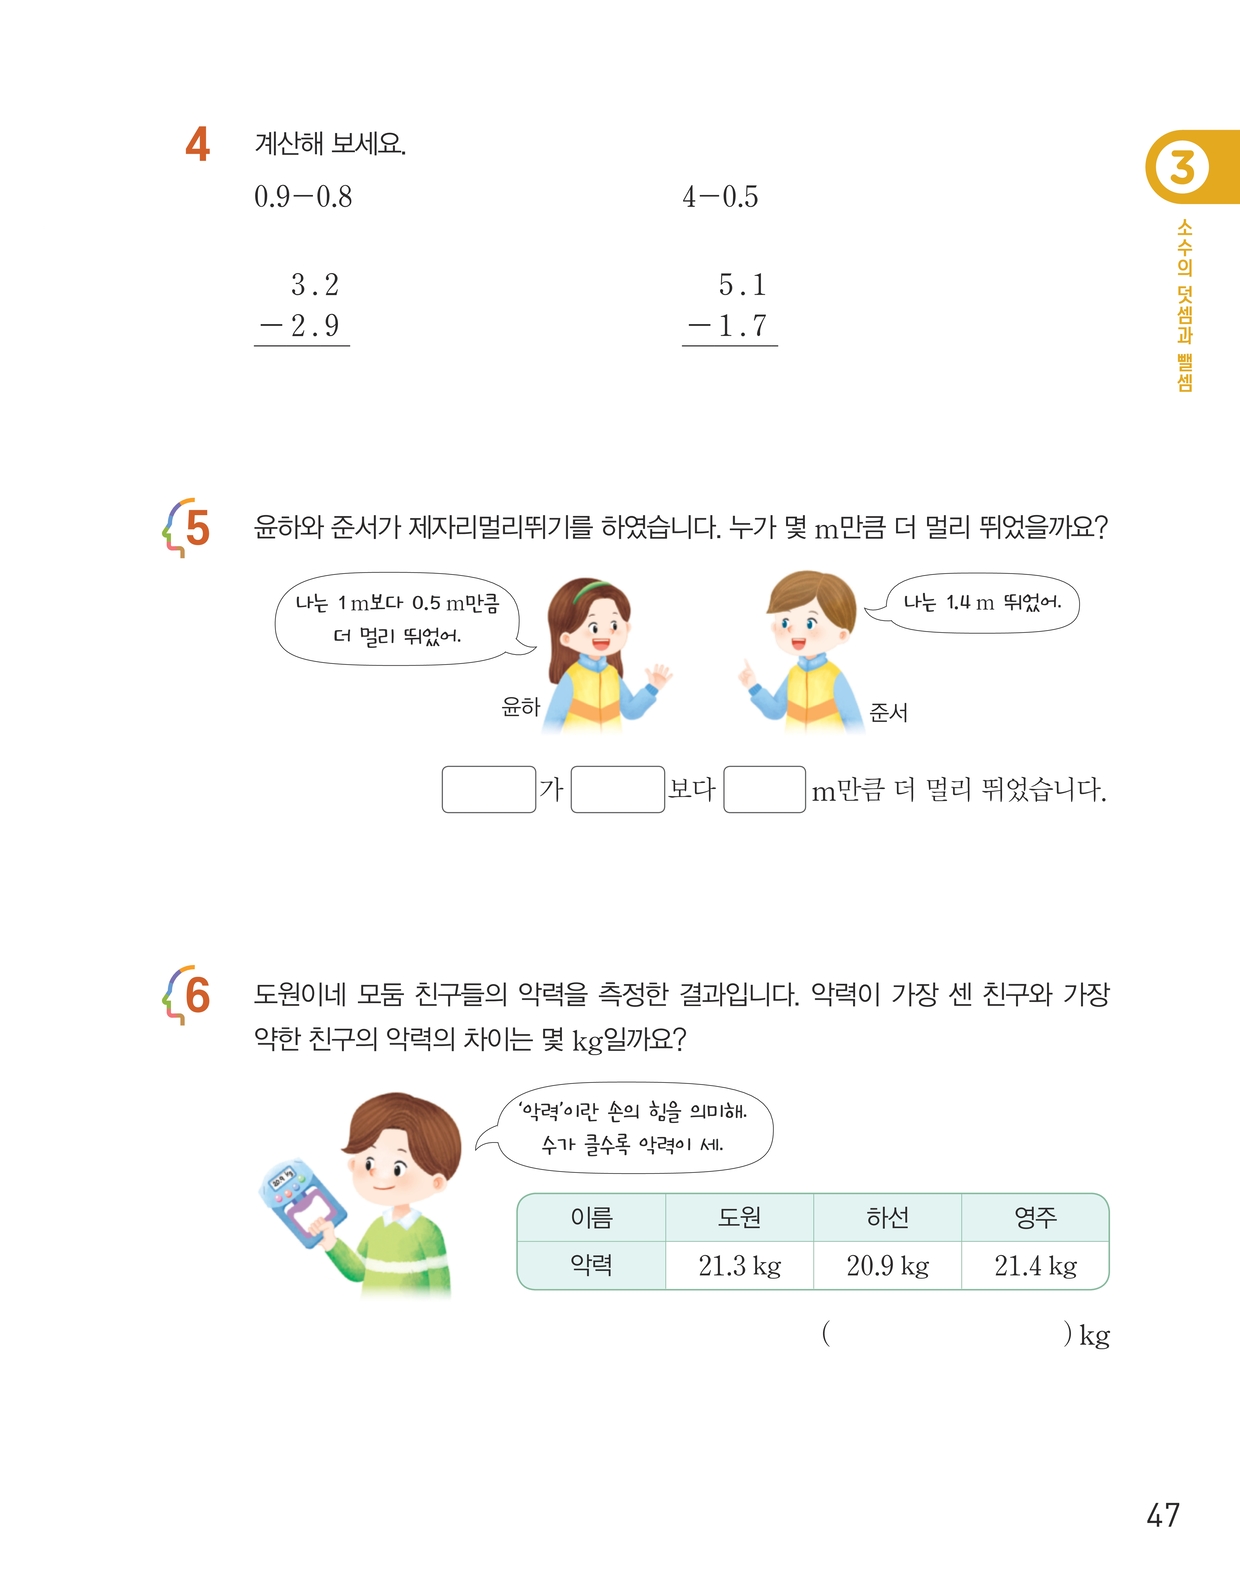 4 계산해 보세요.
0.9－0.8 4－0.5
3.2 5.1
－2.9 －1.7
3
소수의 덧셈과 뺄셈
5 윤하와 준서가 제자리멀리뛰기를 하였습니다. 누가 몇 m만큼 더 멀리 뛰었을까요?
나는 1m보다 0.5 m만큼
더 멀리 뛰었어.
나는 1.4 m 뛰었어.
윤하
준서
가 보다 m만큼 더 멀리 뛰었습니다.
6 도원이네 모둠 친구들의 악력을 측정한 결과입니다. 악력이 가장 센 친구와 가장
약한 친구의 악력의 차이는 몇 kg일까요?
‘악력’이란 손의 힘을 의미해.
수가 클수록 악력이 세.
20.9 kg
이름 도원 하선 영주
악력 21.3 kg 20.9 kg 21.4 kg
( ) kg
47